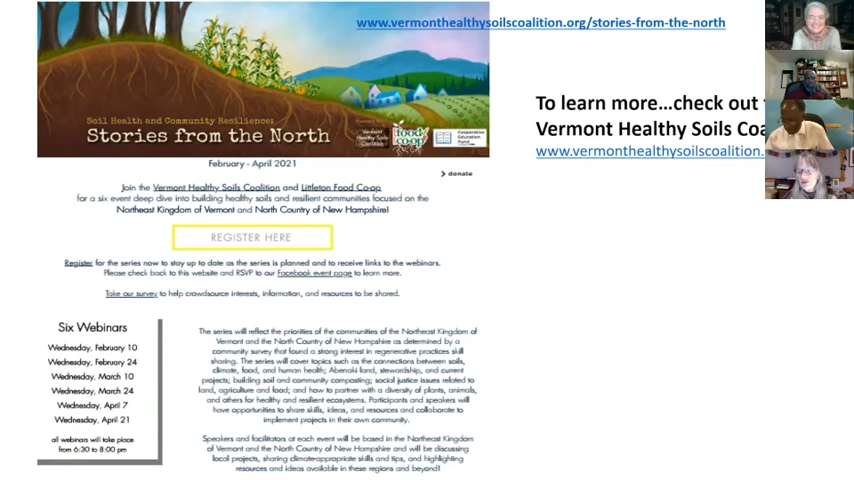 www.vermonthealthysoilscoalition.org/stories-from-the-north
Soil Health and Community Resilience:
Stories from the North
Vermont
Healthy Soils
Coalition
food
co-op
Cooperative
Education
Fund
February - April 2021
donate
Join the Vermont Healthy Soils Coalition and Littleton Food Co-op
for a six event deep dive into building healthy soils and resilient communities focused on the
Northeast Kingdom of Vermont and North Country of New Hampshire!
REGISTER HERE
Register for the series now to stay up to date as the series is planned and to receive links to the webinars.
Please check back to this website and RSVP to our Facebook event page to learn more.
Take our survey to help crowdsource interests, information, and resources to be shared.
Six Webinars
Wednesday, February 10
Wednesday, February 24
Wednesday, March 10
Wednesday, March 24
Wednesday, April 7
Wednesday, April 21
all webinars will take place
from 6:30 to 8:00 pm
The series will reflect the priorities of the communities of the Northeast Kingdom of
Vermont and the North Country of New Hampshire as determined by a
community survey that found a strong interest in regenerative practices skill
sharing. The series will cover topics such as the connections between soils,
climate, food, and human health; Abenaki land, stewardship, and current
projects; building soil and community composting; social justice issues related to
land, agriculture and food; and how to partner with a diversity of plants, animals,
and others for healthy and resilient ecosystems. Participants and speakers will
have opportunities to share skills, ideas, and resources and collaborate to
implement projects in their own community.
Speakers and facilitators at each event will be based in the Northeast Kingdom
of Vermont and the North Country of New Hampshire and will be discussing
local projects, sharing climate-appropriate skills and tips, and highlighting
resources and ideas available in these regions and beyond!
To learn more...check out
Vermont Healthy Soils Coa
www.vermonthealthysoilscoalition.